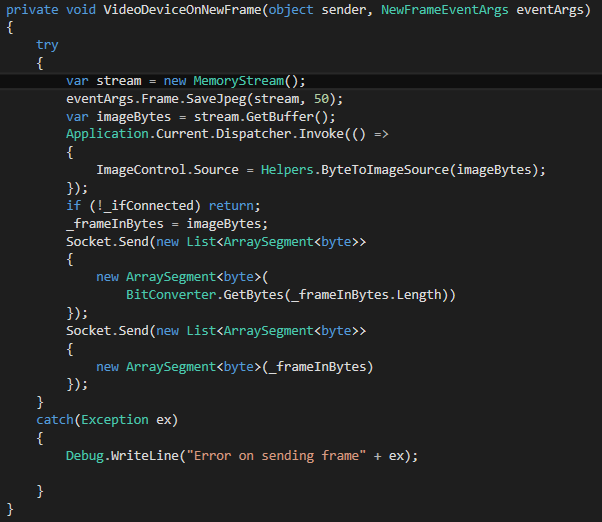 private void VideoDeviceOnNewFrame(object sender, NewFrameEventArgs eventArgs)
{
    try
    {
        var stream = new MemoryStream();
        eventArgs.Frame.SaveJpeg(stream, 50);
        var imageBytes = stream.GetBuffer();
        Application.Current.Dispatcher.Invoke(() =>
        {
            ImageControl.Source = Helpers.ByteToImageSource(imageBytes);
        });
        if (!_ifConnected) return;
        _frameInBytes = imageBytes;
        Socket.Send(new List<ArraySegment<byte>>
        {
            new ArraySegment<byte>(
                BitConverter.GetBytes(_frameInBytes.Length))
        });
        Socket.Send(new List<ArraySegment<byte>>
        {
            new ArraySegment<byte>(_frameInBytes)
        });
    }
    catch(Exception ex)
    {
        Debug.WriteLine("Error on sending frame" + ex);

    }
}